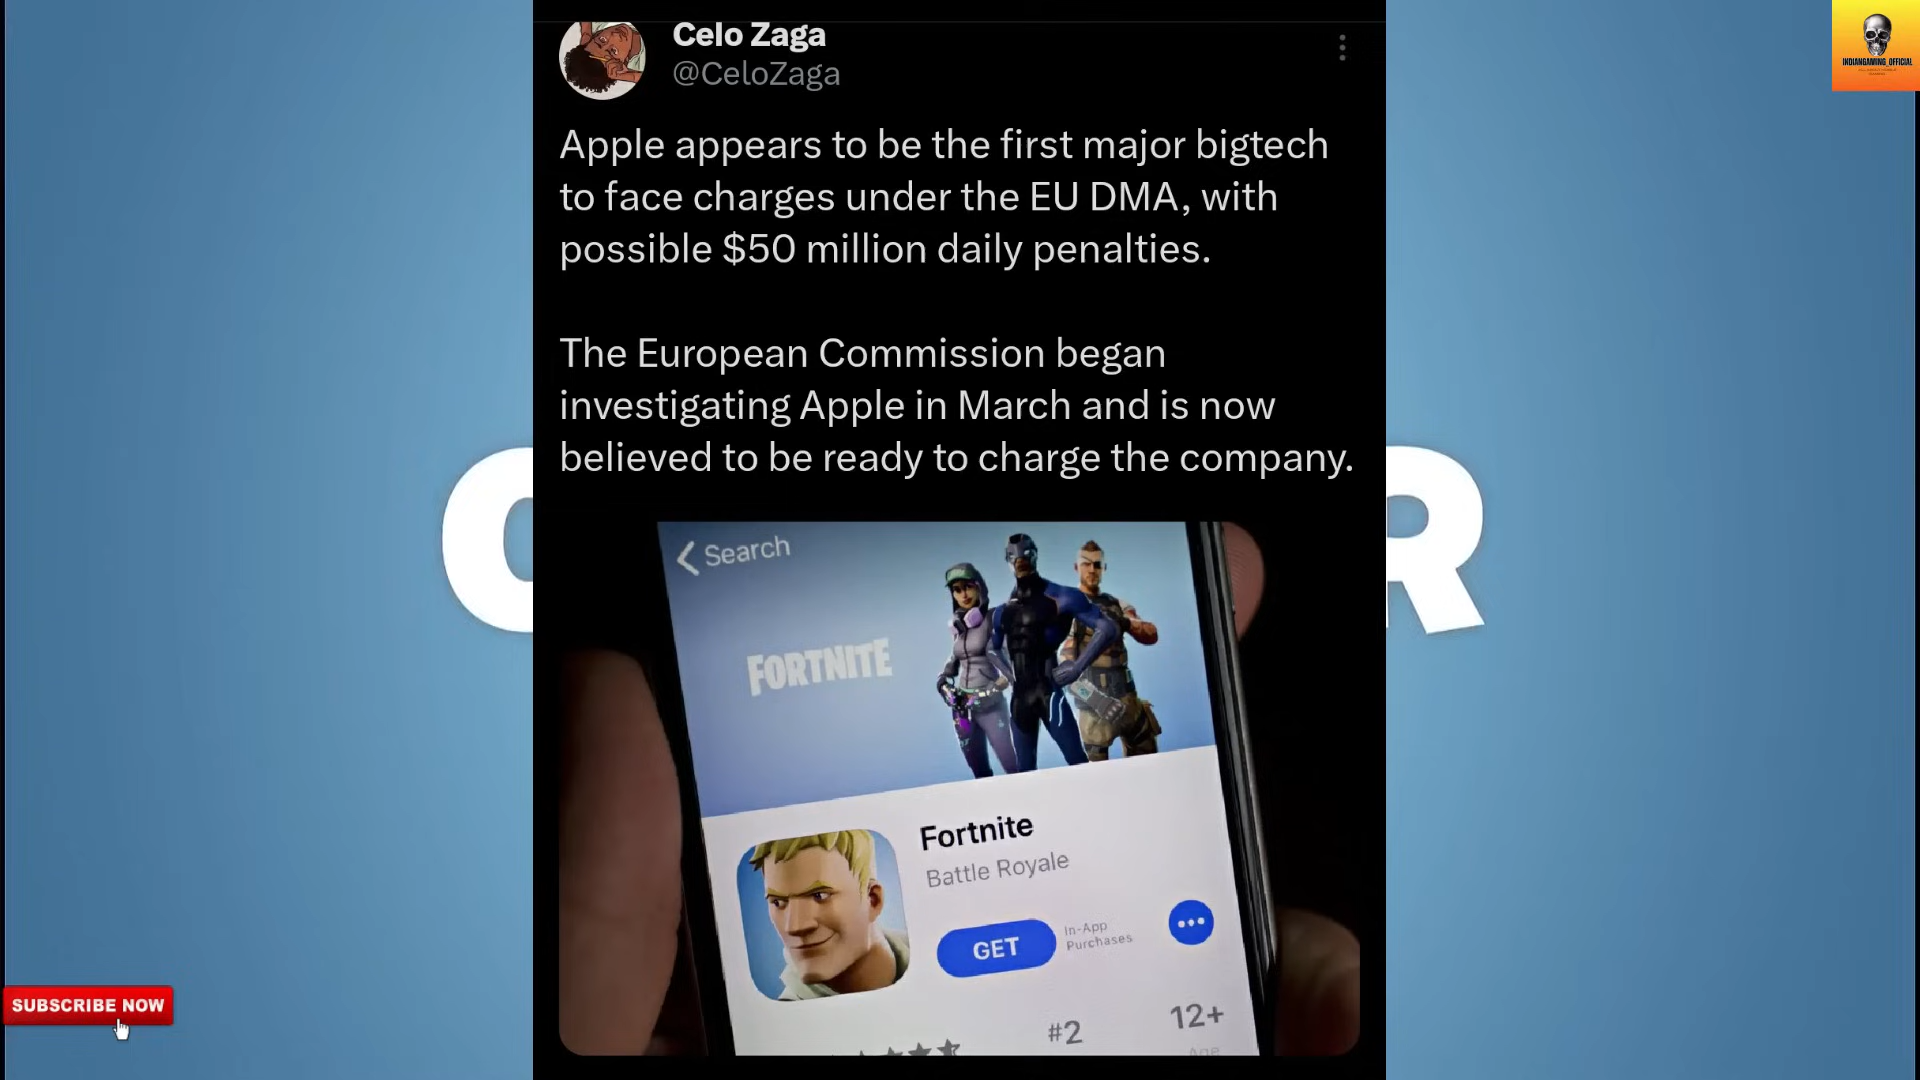 Celo Zaga
@CeloZaga
INDIANGAMING_OFFICIAL
Apple appears to be the first major bigtech
to face charges under the EU DMA, with
possible $50 million daily penalties.
The European Commission began
investigating Apple in March and is now
believed to be ready to charge the company.
R
Search
FORTNITE
Fortnite
Battle Royale
GET
In-App
Purchases
#2
12+
Age
SUBSCRIBE NOW